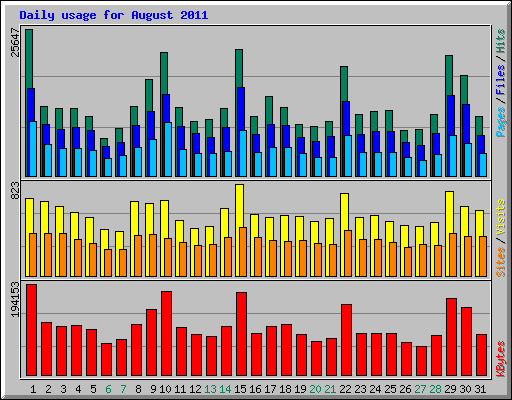 Daily usage for August 2011
25647
Pages / Files / Hits
823
Sites / Visits
194153
KBytes
1 2 3 4 5 6 7 8 9 10 11 12 13 14 15 16 17 18 19 20 21 22 23 24 25 26 27 28 29 30 31